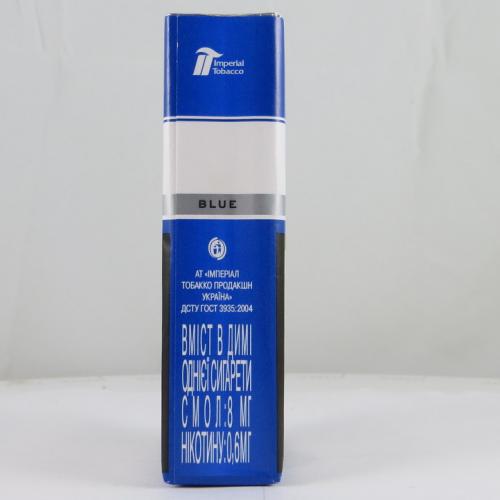 Imperial
Tobacco
BLUE
АТ «ІМПЕРІАЛ
ТОБАККО ПРОДАКШН
УКРАЇНА»
ДСТУ ГОСТ 3935:2004
ВМІСТ В ДИМІ
ОДНІЄЇ СИГАРЕТИ
СМОЛ:8 МГ
НІКОТИНУ:0,6МГ